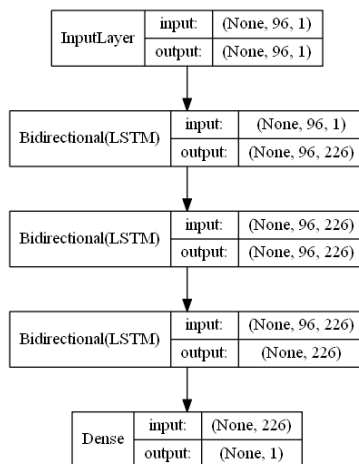 InputLayer input: (None, 96, 1)
output: (None, 96, 1)
Bidirectional(LSTM) input: (None, 96, 1)
output: (None, 96, 226)
Bidirectional(LSTM) input: (None, 96, 226)
output: (None, 96, 226)
Bidirectional(LSTM) input: (None, 96, 226)
output: (None, 226)
Dense input: (None, 226)
output: (None, 1)